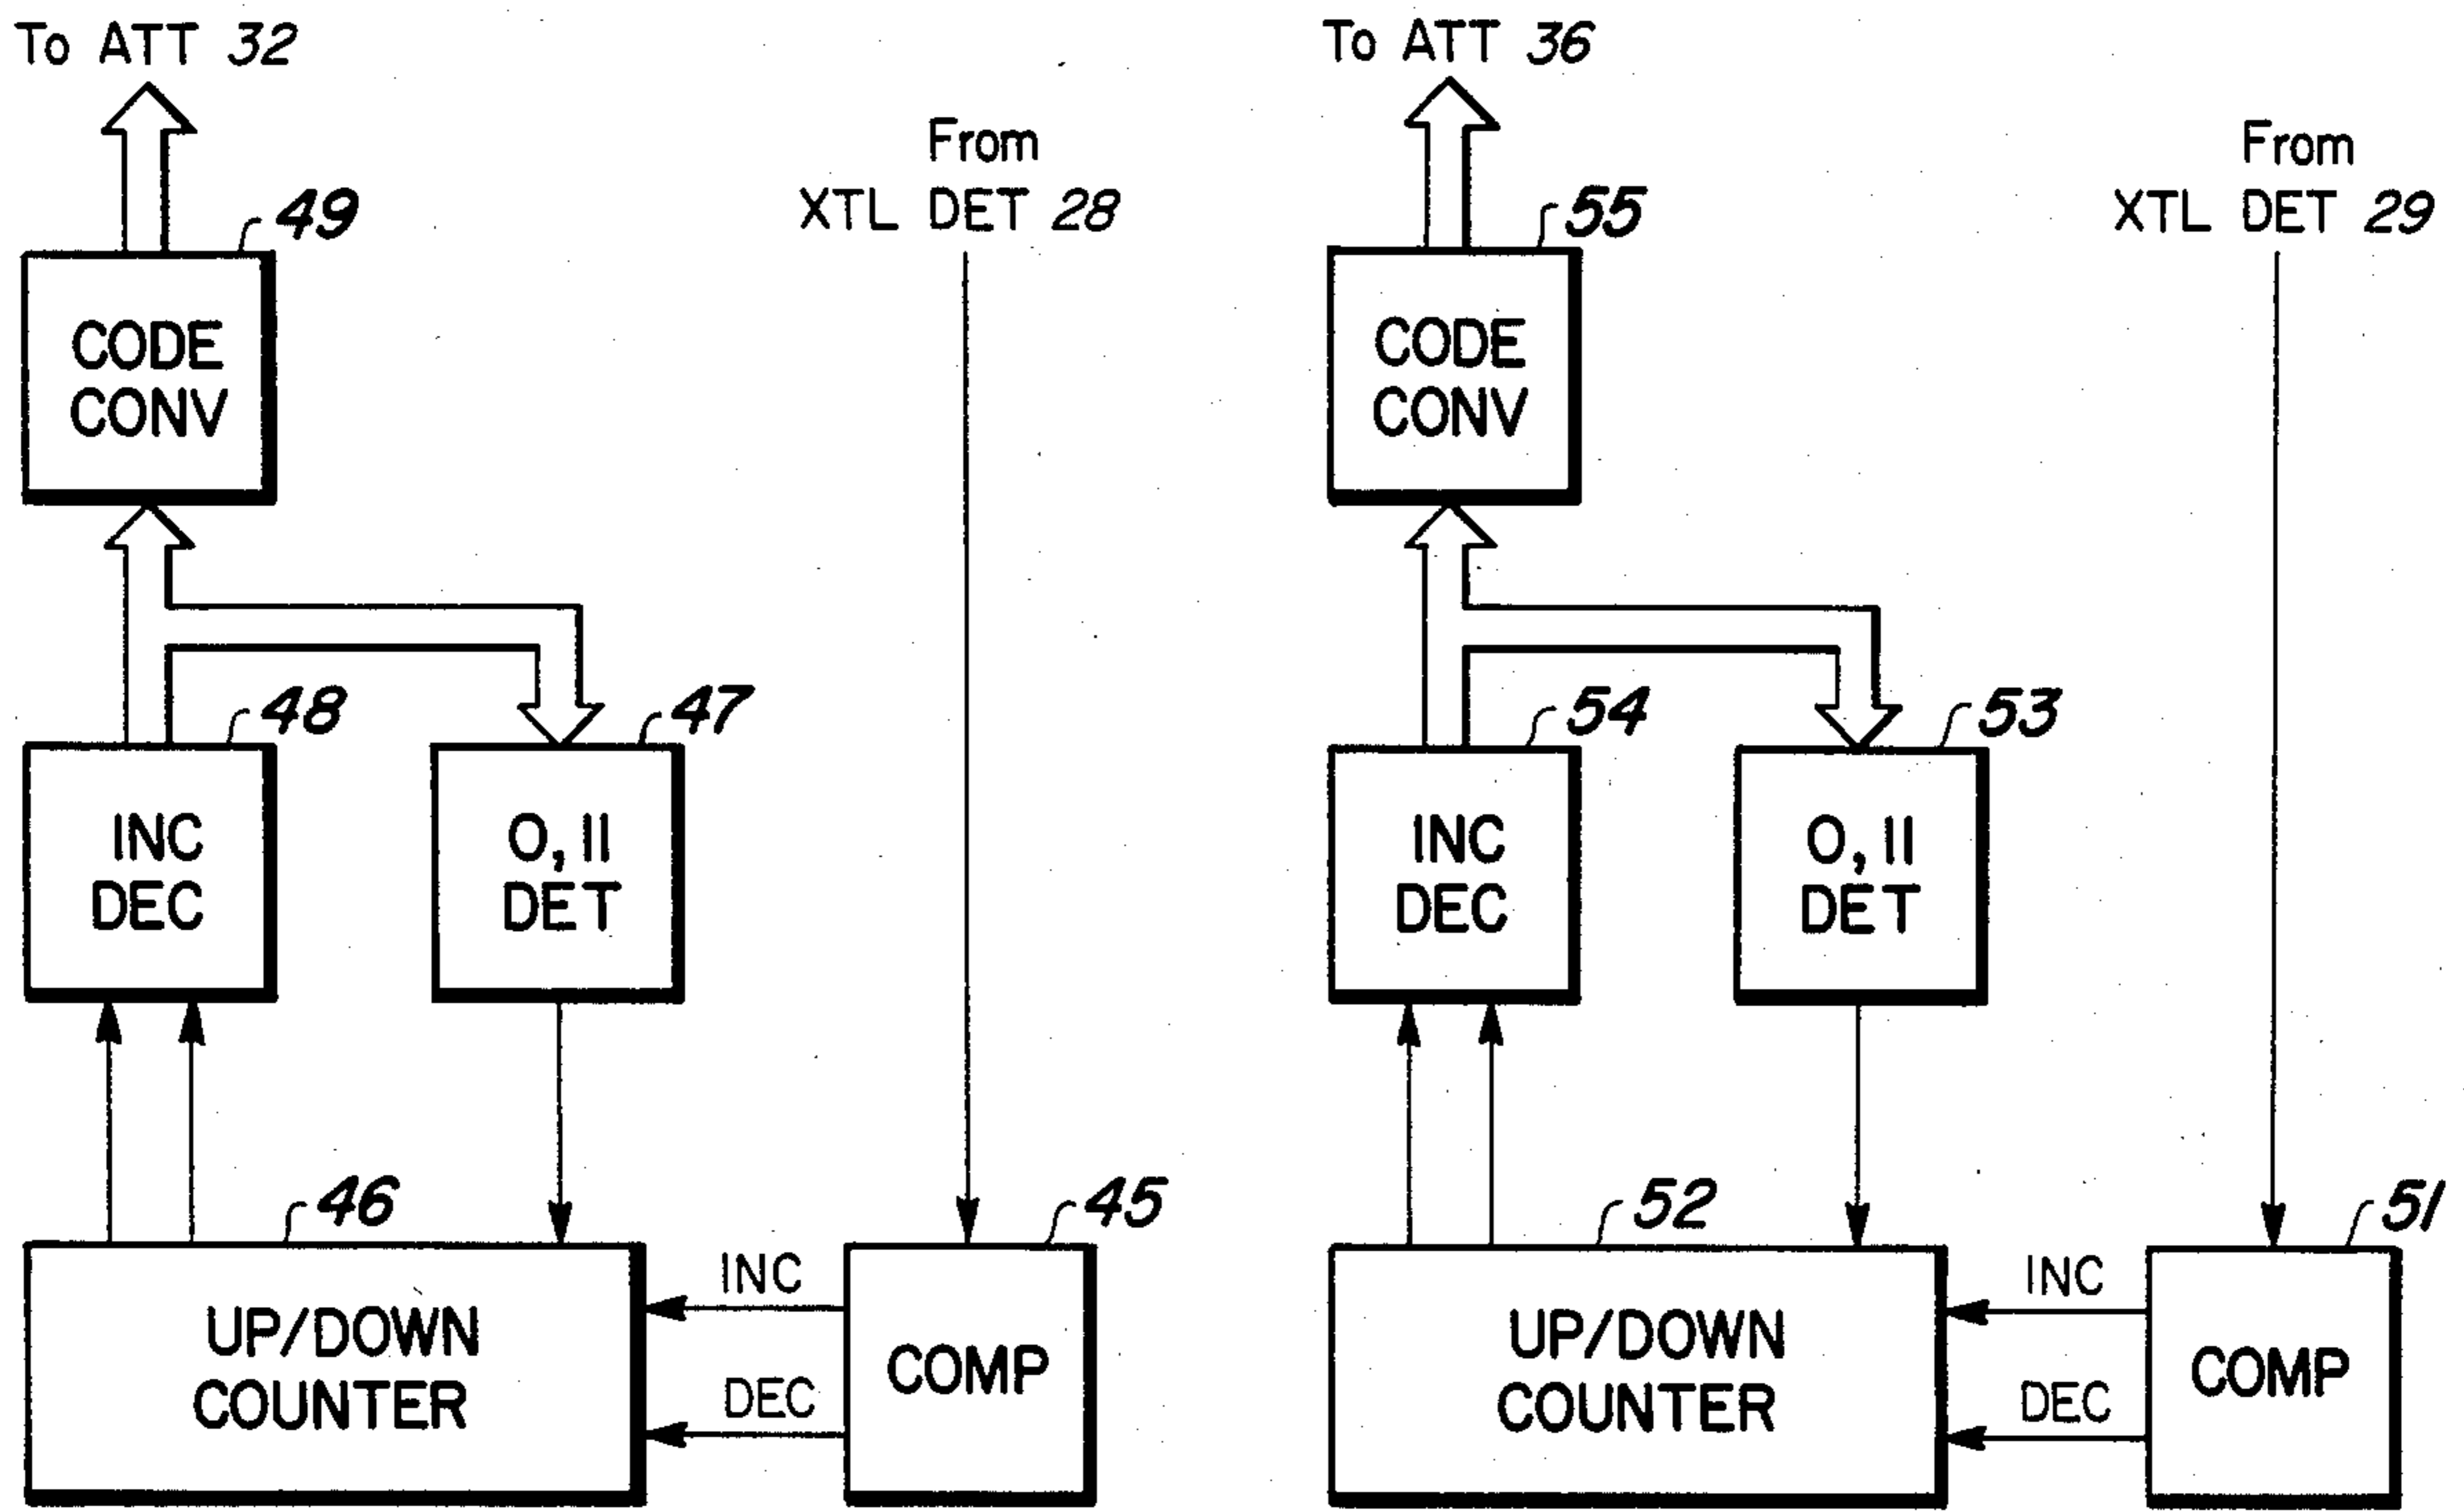 To ATT 32
From
XTL DET 28
49
CODE
CONV
48
INC
DEC
47
0, 11
DET
46
UP/DOWN
COUNTER
INC
DEC
45
COMP
To ATT 36
From
XTL DET 29
55
CODE
CONV
54
INC
DEC
53
0, 11
DET
52
UP/DOWN
COUNTER
INC
DEC
51
COMP